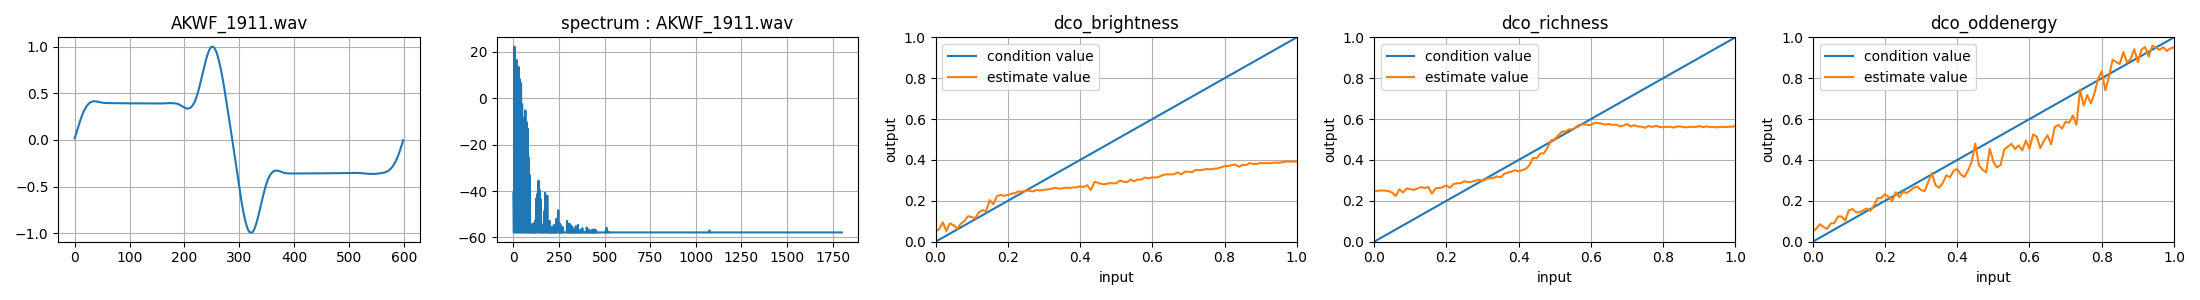 AKWF_1911.wav
1.0
0.5
0.0
−0.5
−1.0
0 100 200 300 400 500 600
spectrum : AKWF_1911.wav
20
0
−20
−40
−60
0 250 500 750 1000 1250 1500 1750
dco_brightness
condition value
estimate value
output
1.0
0.8
0.6
0.4
0.2
0.0
0.0 0.2 0.4 0.6 0.8 1.0
input
dco_richness
condition value
estimate value
output
1.0
0.8
0.6
0.4
0.2
0.0
0.0 0.2 0.4 0.6 0.8 1.0
input
dco_oddenergy
condition value
estimate value
output
1.0
0.8
0.6
0.4
0.2
0.0
0.0 0.2 0.4 0.6 0.8 1.0
input